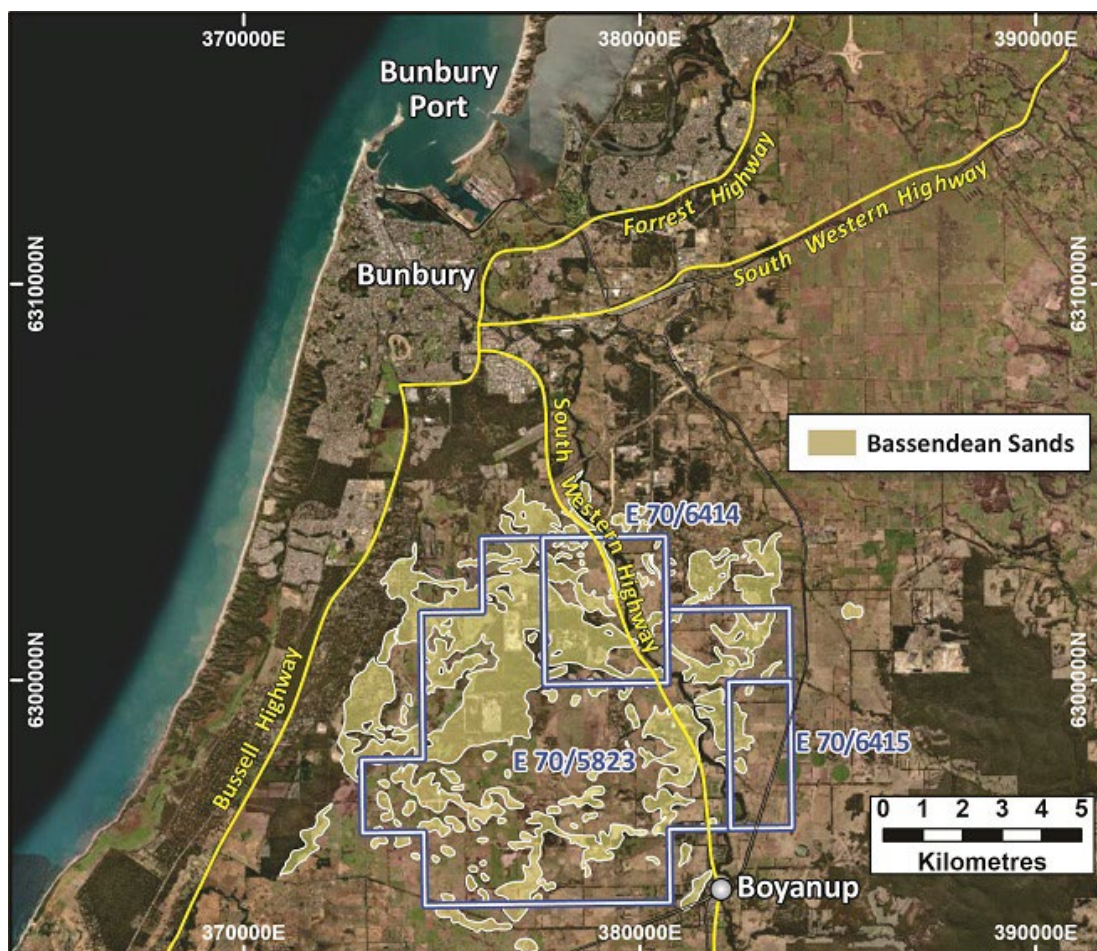 370000E
380000E
390000E
Bunbury
Port
Forrest Highway
South Western Highway
6310000N
Bunbury
6310000N
South Western Highway
Bassendean Sands
E 70/6414
6300000N
6300000N
Bussell Highway
E 70/5823
E 70/6415
0 1 2 3 4 5
Kilometres
Boyanup
370000E
380000E
390000E